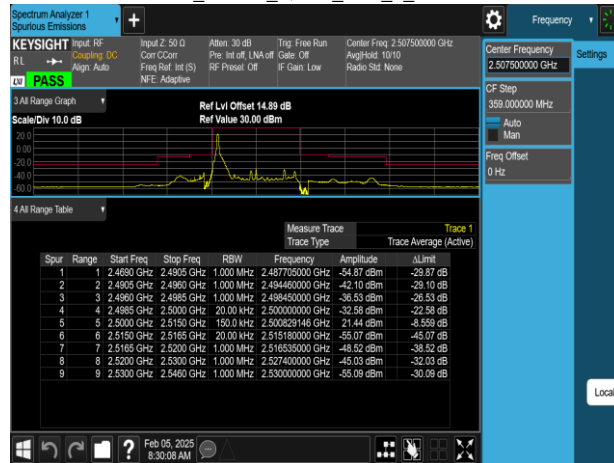 Spectrum Analyzer 1
Spurious Emissions
Frequency
KEYSIGHT
Input: RF
Coupling: DC
Align: Auto
Input Z: 50 Ω
Corr CCorr
Freq Ref: Int (S)
NFE: Adaptive
Atten: 30 dB
Pre: Int off, LNA off
RF Preset: Off
Trig: Free Run
Gate: Off
IF Gain: Low
Center Freq: 2.507500000 GHz
Avg|Hold: 10/10
Radio Std: None
RL
LXI
PASS
Center Frequency
2.507500000 GHz
Settings
CF Step
359.000000 MHz
Auto
Man
Freq Offset
0 Hz
3 All Range Graph
Scale/Div 10.0 dB
Ref Lvl Offset 14.89 dB
Ref Value 30.00 dBm
20.0
0.00
-20.0
-40.0
-60.0
4 All Range Table
Measure Trace Trace 1
Trace Type Trace Average (Active)
Spur Range Start Freq Stop Freq RBW Frequency Amplitude ΔLimit
1 1 2.4690 GHz 2.4905 GHz 1.000 MHz 2.487705000 GHz -54.87 dBm -29.87 dB
2 2 2.4905 GHz 2.4960 GHz 1.000 MHz 2.494460000 GHz -42.10 dBm -29.10 dB
3 3 2.4960 GHz 2.4985 GHz 1.000 MHz 2.498450000 GHz -36.53 dBm -26.53 dB
4 4 2.4985 GHz 2.5000 GHz 20.00 kHz 2.500000000 GHz -32.58 dBm -22.58 dB
5 5 2.5000 GHz 2.5150 GHz 150.0 kHz 2.500829146 GHz 21.44 dBm -8.559 dB
6 6 2.5150 GHz 2.5165 GHz 20.00 kHz 2.515180000 GHz -55.07 dBm -45.07 dB
7 7 2.5165 GHz 2.5200 GHz 1.000 MHz 2.516535000 GHz -48.52 dBm -38.52 dB
8 8 2.5200 GHz 2.5300 GHz 1.000 MHz 2.527400000 GHz -45.03 dBm -32.03 dB
9 9 2.5300 GHz 2.5460 GHz 1.000 MHz 2.530000000 GHz -55.09 dBm -30.09 dB
Local
?
Feb 05, 2025
8:30:08 AM